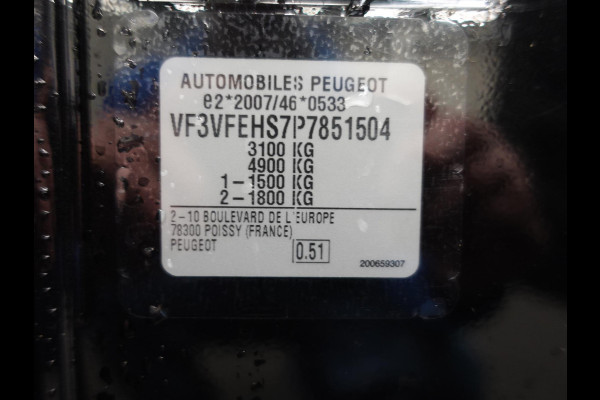 AUTOMOBILES PEUGEOT
e2*2007/46*0533
VF3VFEHS7P7851504
3100 KG
4900 KG
1-1500 KG
2-1800 KG
2-10 BOULEVARD DE L'EUROPE
78300 POISSY (FRANCE)
PEUGEOT
0.51
200659307